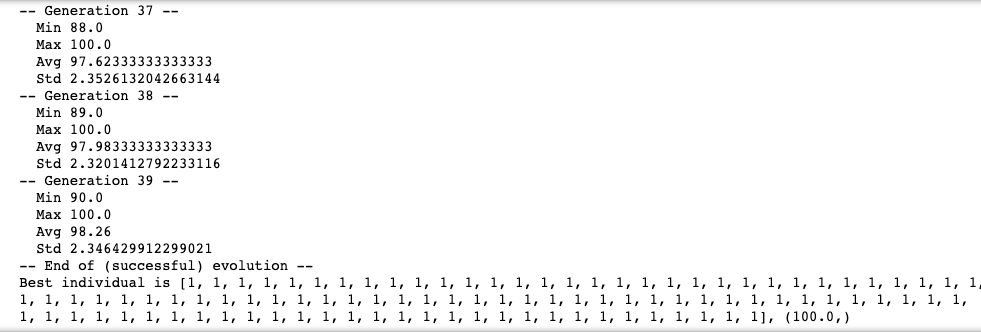 -- Generation 37 --
  Min 88.0
  Max 100.0
  Avg 97.62333333333333
  Std 2.3526132042663144
-- Generation 38 --
  Min 89.0
  Max 100.0
  Avg 97.98333333333333
  Std 2.3201412792233116
-- Generation 39 --
  Min 90.0
  Max 100.0
  Avg 98.26
  Std 2.346429912299021
-- End of (successful) evolution --
Best individual is [1, 1, 1, 1, 1, 1, 1, 1, 1, 1, 1, 1, 1, 1, 1, 1, 1, 1, 1, 1, 1, 1, 1, 1, 1, 1, 1, 1, 1, 1, 1, 1,
1, 1, 1, 1, 1, 1, 1, 1, 1, 1, 1, 1, 1, 1, 1, 1, 1, 1, 1, 1, 1, 1, 1, 1, 1, 1, 1, 1, 1, 1, 1, 1, 1, 1, 1, 1, 1, 1,
1, 1, 1, 1, 1, 1, 1, 1, 1, 1, 1, 1, 1, 1, 1, 1, 1, 1, 1, 1, 1, 1, 1, 1, 1, 1, 1, 1, 1, 1], (100.0,)